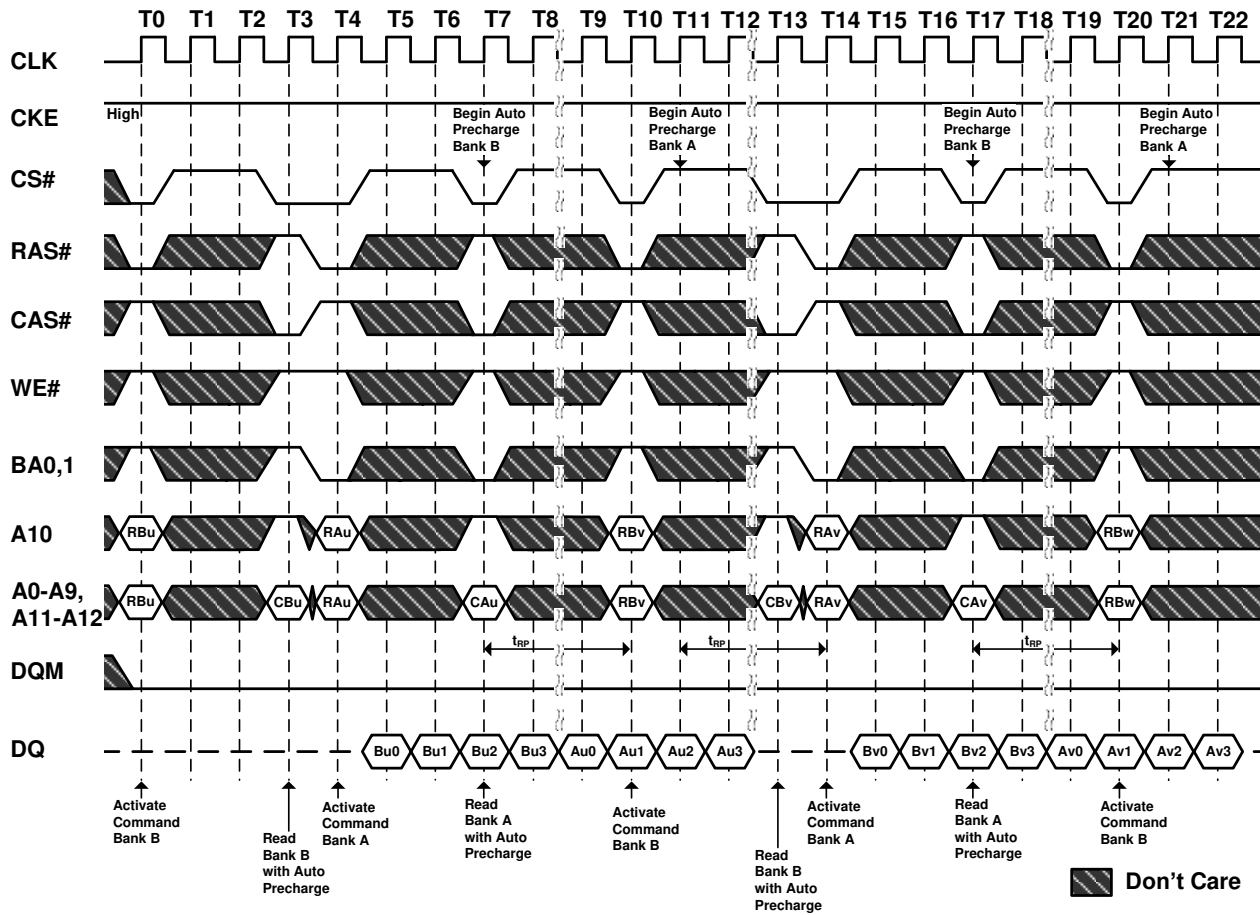 T0 T1 T2 T3 T4 T5 T6 T7 T8 T9 T10 T11 T12 T13 T14 T15 T16 T17 T18 T19 T20 T21 T22
CLK
CKE
High
Begin Auto
Precharge
Bank B
Begin Auto
Precharge
Bank A
Begin Auto
Precharge
Bank B
Begin Auto
Precharge
Bank A
CS#
RAS#
CAS#
WE#
BA0,1
A10
RBu RAu RBv RAv RBw
A0-A9,
A11-A12
RBu CBu RAu CAu RBv CBv RAv CAv RBw
tRP tRP tRP
DQM
DQ
Bu0 Bu1 Bu2 Bu3 Au0 Au1 Au2 Au3 Bv0 Bv1 Bv2 Bv3 Av0 Av1 Av2 Av3
Activate
Command
Bank B
Read
Bank B
with Auto
Precharge
Activate
Command
Bank A
Read
Bank A
with Auto
Precharge
Activate
Command
Bank B
Read
Bank B
with Auto
Precharge
Activate
Command
Bank A
Read
Bank A
with Auto
Precharge
Activate
Command
Bank B
Don't Care